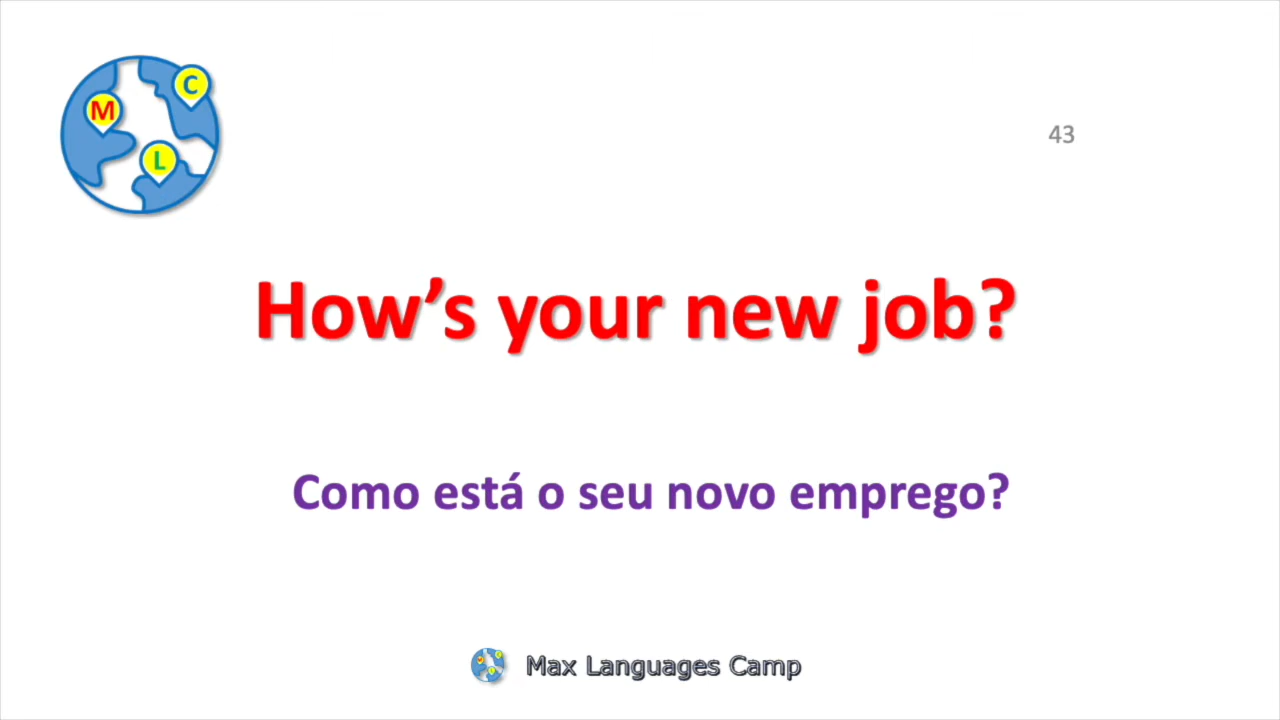 M
C
L
43
How's your new job?
Como está o seu novo emprego?
Max Languages Camp